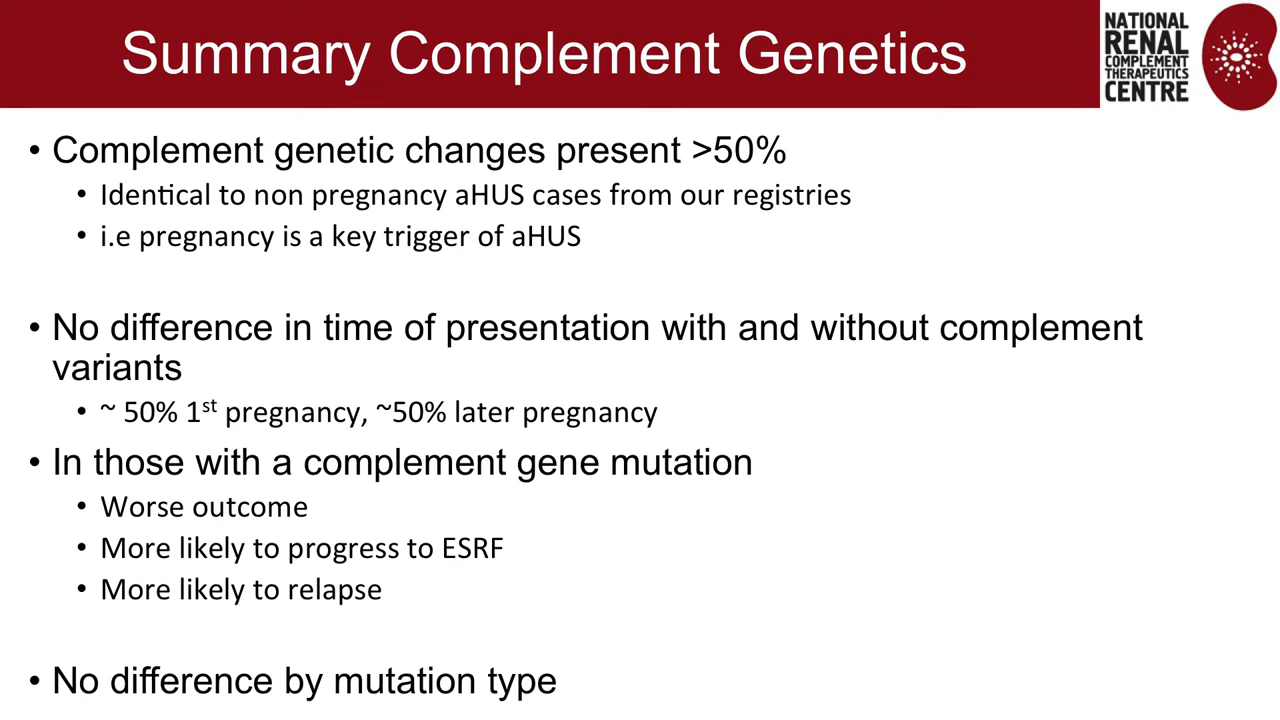 Summary Complement Genetics
NATIONAL
RENAL
COMPLEMENT
THERAPEUTICS
CENTRE
• Complement genetic changes present >50%
• Identical to non pregnancy aHUS cases from our registries
• i.e pregnancy is a key trigger of aHUS
• No difference in time of presentation with and without complement
variants
• ~ 50% 1st pregnancy, ~50% later pregnancy
• In those with a complement gene mutation
• Worse outcome
• More likely to progress to ESRF
• More likely to relapse
• No difference by mutation type